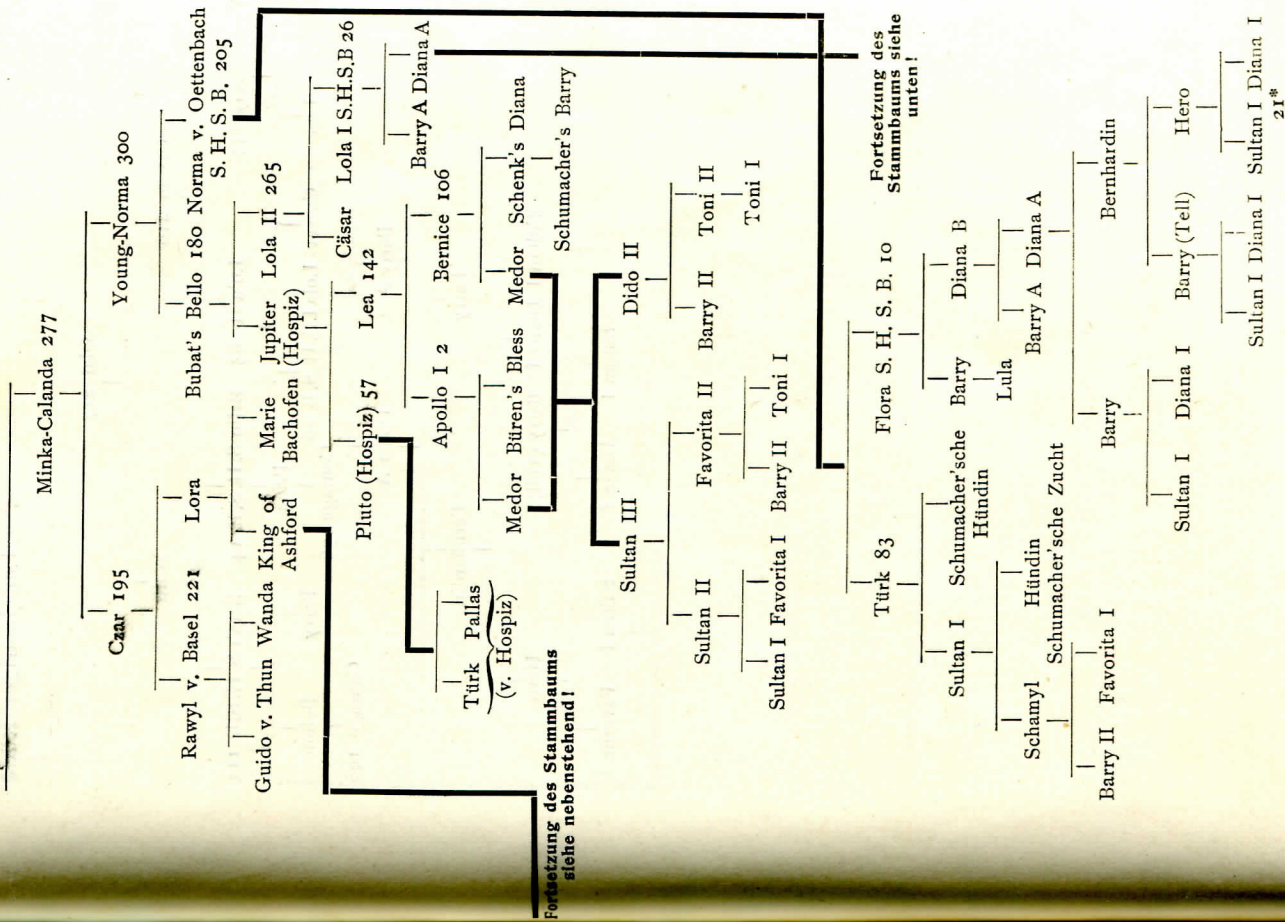 Minka-Calanda 277
Czar 195 Young-Norma 300
Rawyl v. Basel 221 Lora Bubat's Bello 180 Norma v. Oettenbach
S. H. S. B. 205
Guido v. Thun Wanda King of Ashford Marie Bachofen Jupiter (Hospiz) Lola II 265
Cäsar Lola I S.H.S.B 26
Pluto (Hospiz) 57 Lea 142 Barry A Diana A
Türk Pallas
(v. Hospiz)
Apollo I 2 Bernice 106
Medor Büren's Bless Medor Schenk's Diana
Schumacher's Barry
Fortsetzung des Stammbaums
siehe nebenstehend!
Sultan III Dido II
Sultan II Favorita II Barry II Toni II
Sultan I Favorita I Barry II Toni I Toni I
Fortsetzung des
Stammbaums siehe
unten!
Türk 83 Flora S. H. S. B. 10
Sultan I Schumacher'sche Hündin Barry Diana B
Lula
Schamyl Hündin Barry A Diana A
Schumacher'sche Zucht
Barry II Favorita I
Barry Bernhardin
Sultan I Diana I Barry (Tell) Hero
Sultan I Diana I Sultan I Diana I
21*